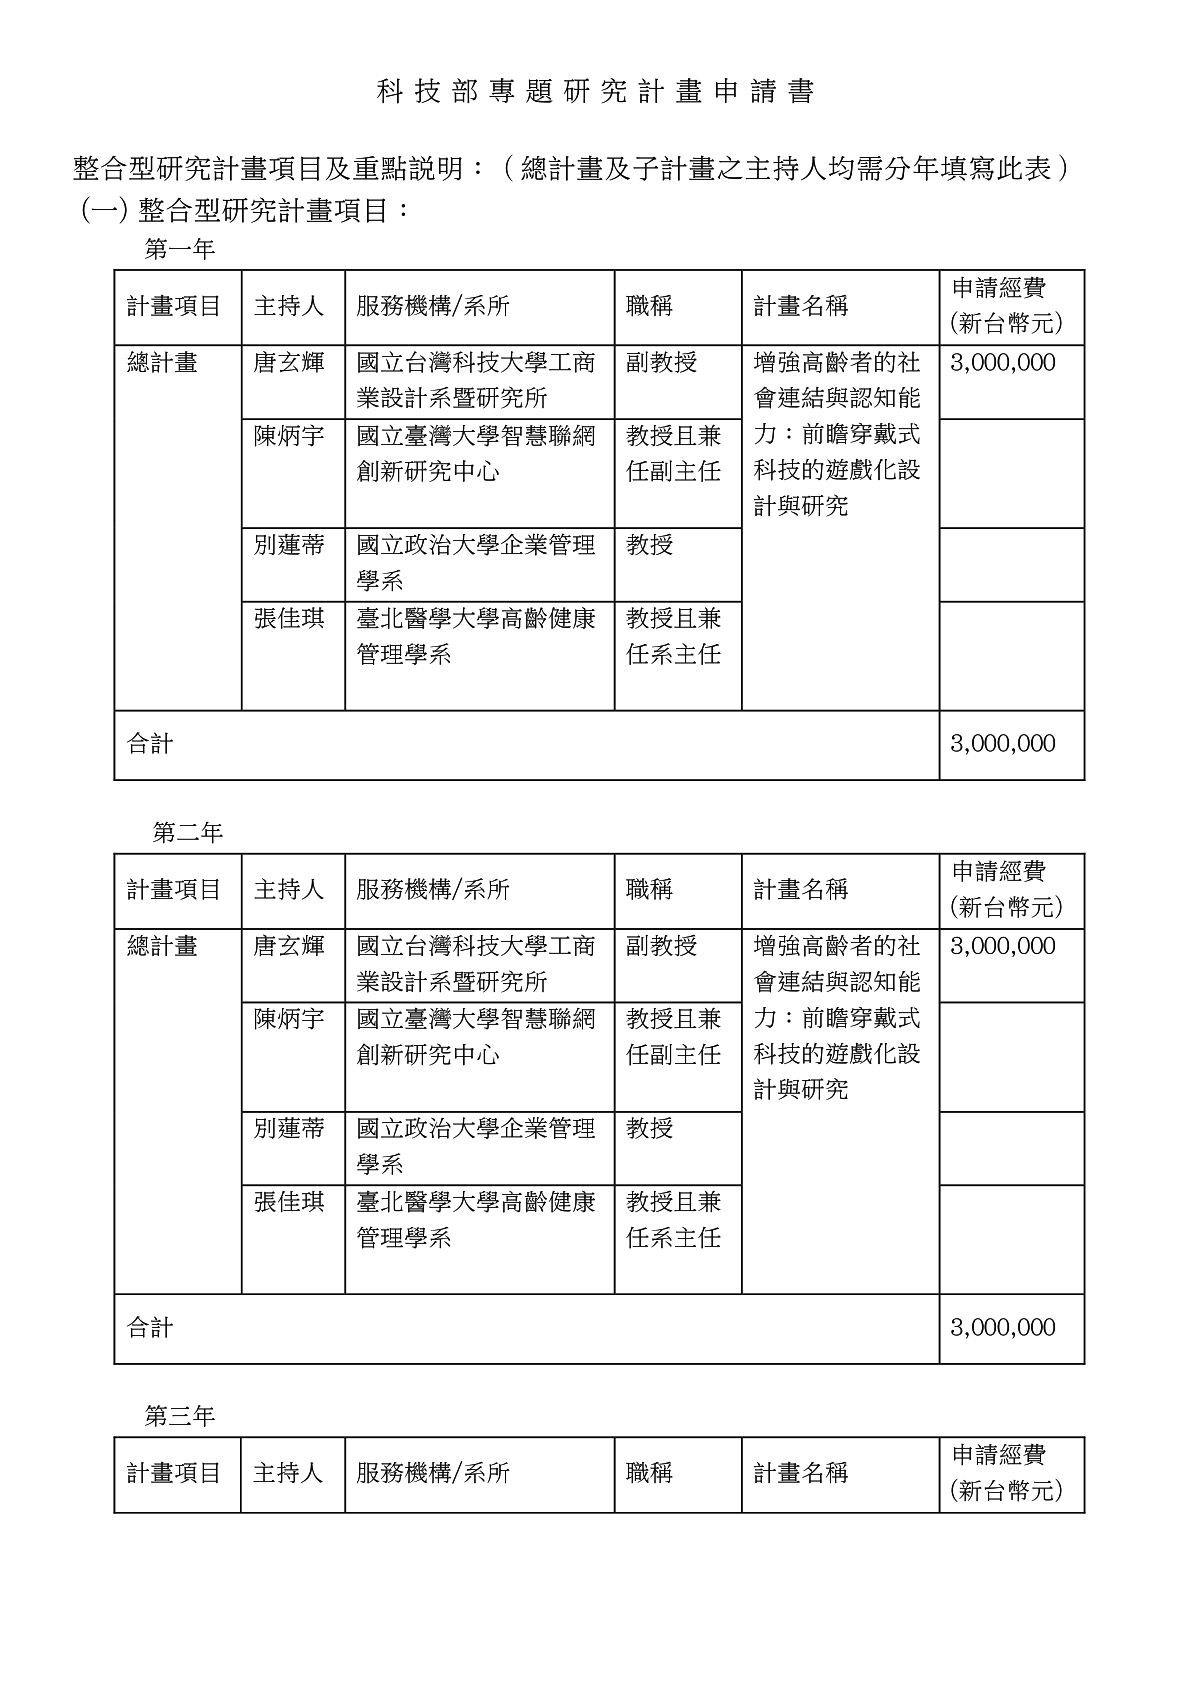 科技部專題研究計畫申請書
整合型研究計畫項目及重點說明：（總計畫及子計畫之主持人均需分年填寫此表）
(一) 整合型研究計畫項目：
第一年
計畫項目 主持人 服務機構/系所 職稱 計畫名稱 申請經費
(新台幣元)
總計畫 唐玄輝 國立台灣科技大學工商 副教授 增強高齡者的社 3,000,000
業設計系暨研究所 會連結與認知能
陳炳宇 國立臺灣大學智慧聯網 教授且兼 力：前瞻穿戴式
創新研究中心 任副主任 科技的遊戲化設
計與研究
別蓮蒂 國立政治大學企業管理 教授
學系
張佳琪 臺北醫學大學高齡健康 教授且兼
管理學系 任系主任
合計 3,000,000
第二年
計畫項目 主持人 服務機構/系所 職稱 計畫名稱 申請經費
(新台幣元)
總計畫 唐玄輝 國立台灣科技大學工商 副教授 增強高齡者的社 3,000,000
業設計系暨研究所 會連結與認知能
陳炳宇 國立臺灣大學智慧聯網 教授且兼 力：前瞻穿戴式
創新研究中心 任副主任 科技的遊戲化設
計與研究
別蓮蒂 國立政治大學企業管理 教授
學系
張佳琪 臺北醫學大學高齡健康 教授且兼
管理學系 任系主任
合計 3,000,000
第三年
計畫項目 主持人 服務機構/系所 職稱 計畫名稱 申請經費
(新台幣元)